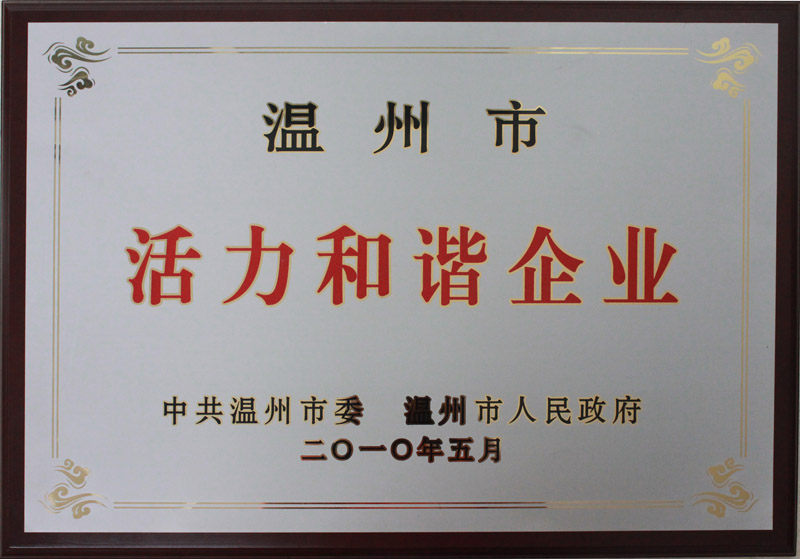 温州市
活力和谐企业
中共温州市委 温州市人民政府
二〇一〇年五月